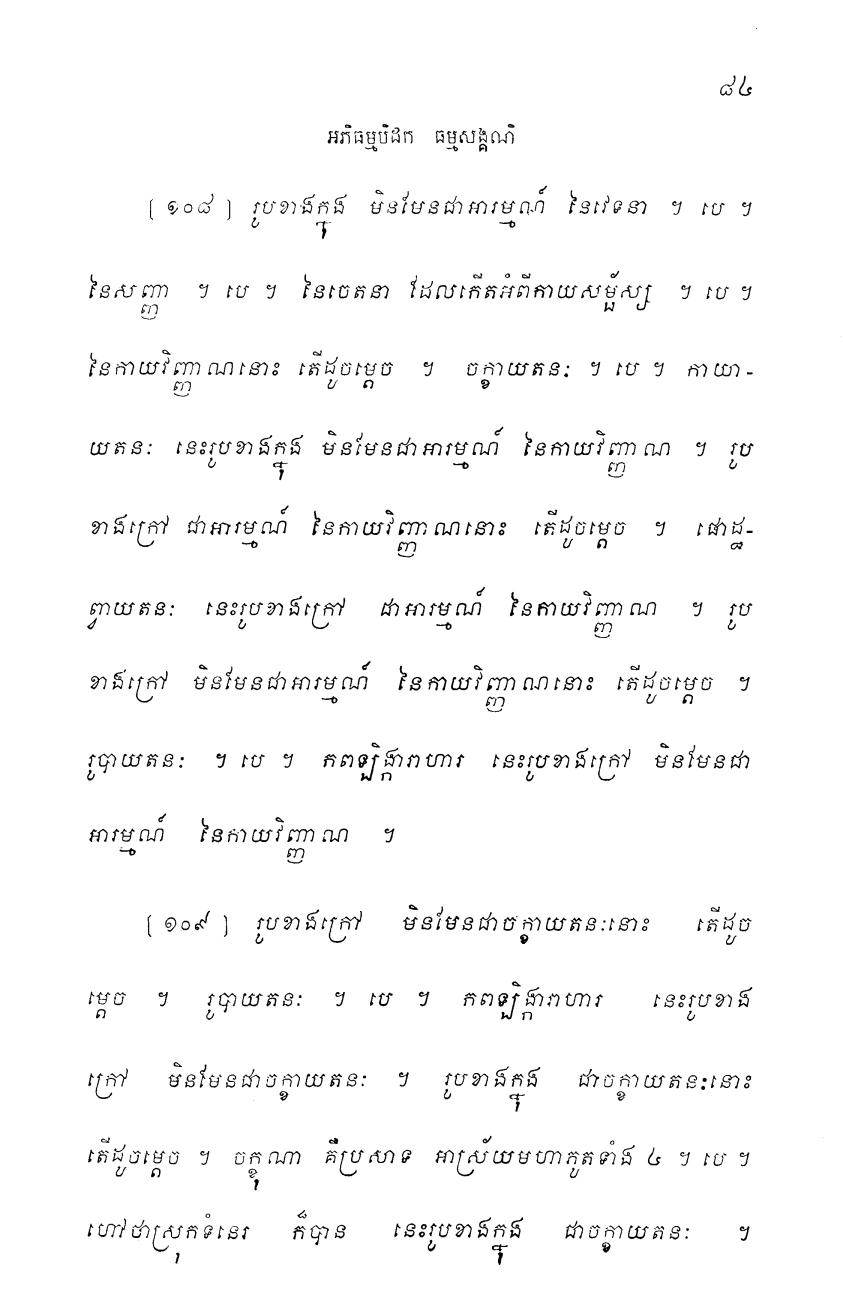 ៨៤
អភិធម្មបិដក ធម្មសង្គណិ
[ ១០៨ ] រូបខាងក្នុង មិនមែនជាអារម្មណ៍ នៃវេទនា ។ បេ ។
នៃសញ្ញា ។ បេ ។ នៃចេតនា ដែលកើតអំពីកាយសម្ផ័ស្ស ។ បេ ។
នៃកាយវិញ្ញាណនោះ តើដូចម្តេច ។ ចក្ខាយតនៈ ។ បេ ។ កាយា-
យតនៈ នេះរូបខាងក្នុង មិនមែនជាអារម្មណ៍ នៃកាយវិញ្ញាណ ។ រូប
ខាងក្រៅ ជាអារម្មណ៍ នៃកាយវិញ្ញាណនោះ តើដូចម្តេច ។ ផោដ្ឋ-
ព្វាយតនៈ នេះរូបខាងក្រៅ ជាអារម្មណ៍ នៃកាយវិញ្ញាណ ។ រូប
ខាងក្រៅ មិនមែនជាអារម្មណ៍ នៃកាយវិញ្ញាណនោះ តើដូចម្តេច ។
រូបាយតនៈ ។ បេ ។ កពឡិង្ការាហារ នេះរូបខាងក្រៅ មិនមែនជា
អារម្មណ៍ នៃកាយវិញ្ញាណ ។
[ ១០៩ ] រូបខាងក្រៅ មិនមែនជាចក្ខាយតនៈនោះ តើដូច
ម្តេច ។ រូបាយតនៈ ។ បេ ។ កពឡិង្ការាហារ នេះរូបខាង
ក្រៅ មិនមែនជាចក្ខាយតនៈ ។ រូបខាងក្នុង ជាចក្ខាយតនៈនោះ
តើដូចម្តេច ។ ចក្ខុណា គឺប្រសាទ អាស្រ័យមហាភូតទាំង ៤ ។ បេ ។
ហៅថាស្រុកទំនេរ ក៏បាន នេះរូបខាងក្នុង ជាចក្ខាយតនៈ ។